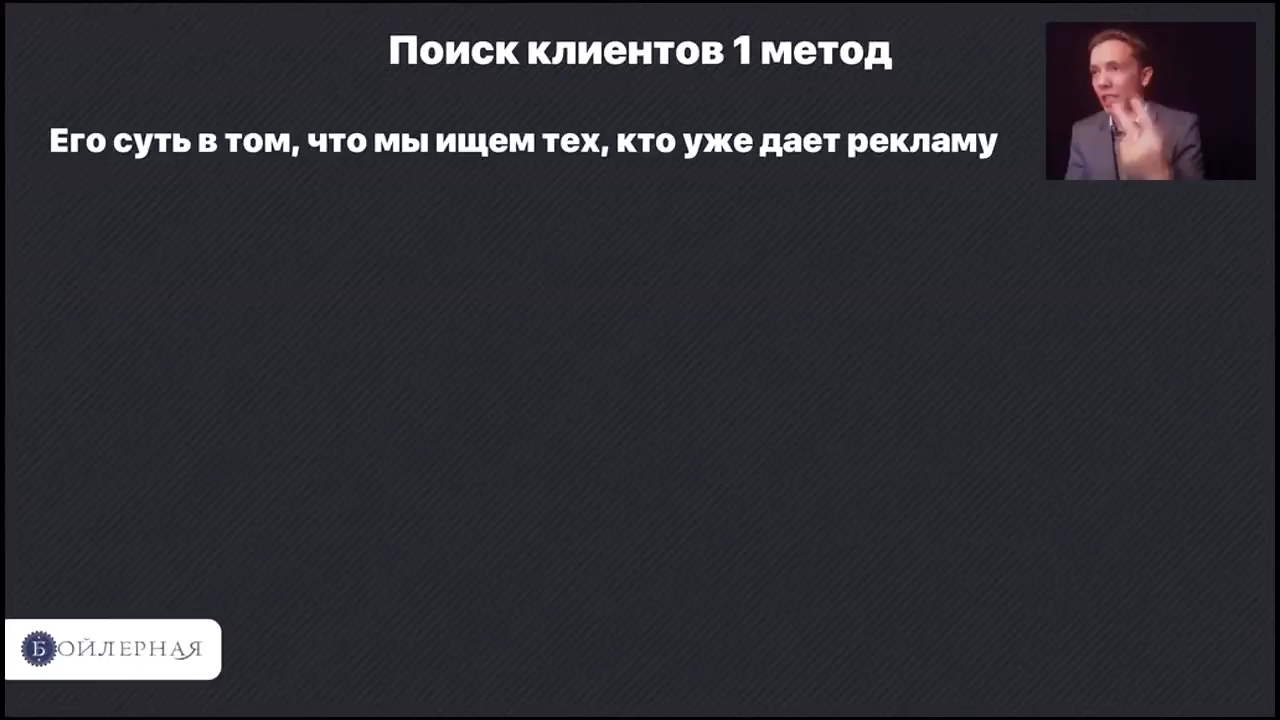 Поиск клиентов 1 метод
Его суть в том, что мы ищем тех, кто уже дает рекламу
БОЙЛЕРНАЯ